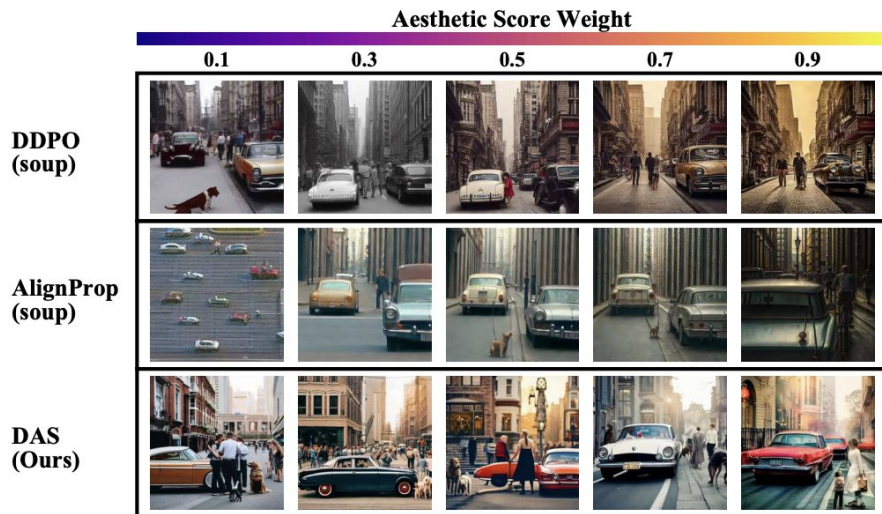 Aesthetic Score Weight
0.1 0.3 0.5 0.7 0.9
DDPO
(soup)
AlignProp
(soup)
DAS
(Ours)